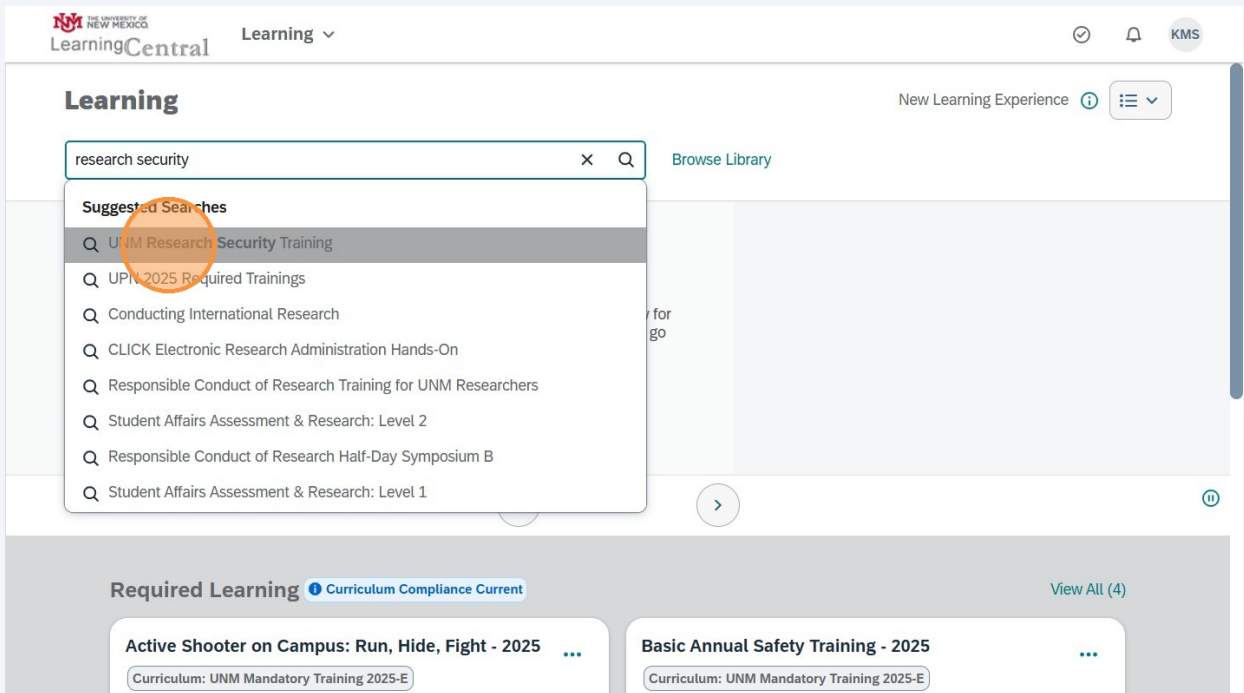 THE UNIVERSITY OF
NEW MEXICO
LearningCentral
Learning
KMS
Learning
New Learning Experience
research security
Browse Library
Suggested Searches
UNM Research Security Training
UPN 2025 Required Trainings
Conducting International Research
for
go
CLICK Electronic Research Administration Hands-On
Responsible Conduct of Research Training for UNM Researchers
Student Affairs Assessment & Research: Level 2
Responsible Conduct of Research Half-Day Symposium B
Student Affairs Assessment & Research: Level 1
Required Learning Curriculum Compliance Current
View All (4)
Active Shooter on Campus: Run, Hide, Fight - 2025
Curriculum: UNM Mandatory Training 2025-E
Basic Annual Safety Training - 2025
Curriculum: UNM Mandatory Training 2025-E